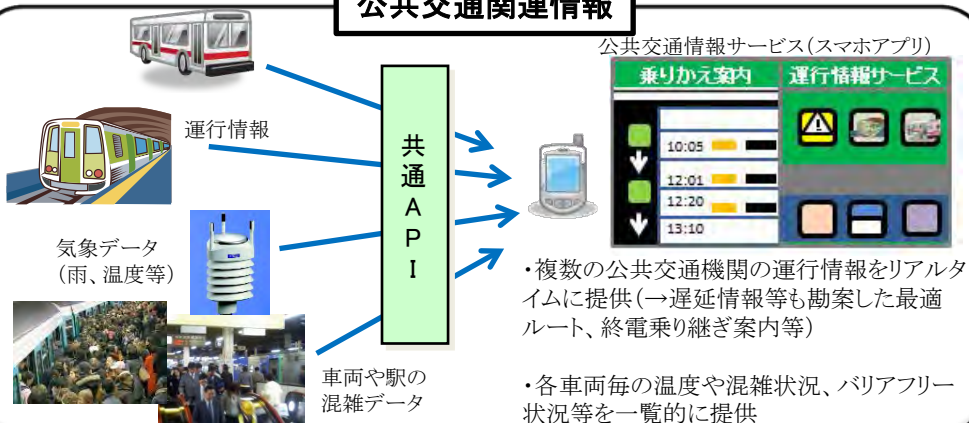 公共交通関連情報
公共交通情報サービス(スマホアプリ)
乗りかえ案内
運行情報サービス
10:05
12:01
12:20
13:10
運行情報
共通API
気象データ
(雨、温度等)
車両や駅の
混雑データ
・複数の公共交通機関の運行情報をリアルタ
イムに提供(→遅延情報等も勘案した最適
ルート、終電乗り継ぎ案内等)
・各車両毎の温度や混雑状況、バリアフリー
状況等を一覧的に提供